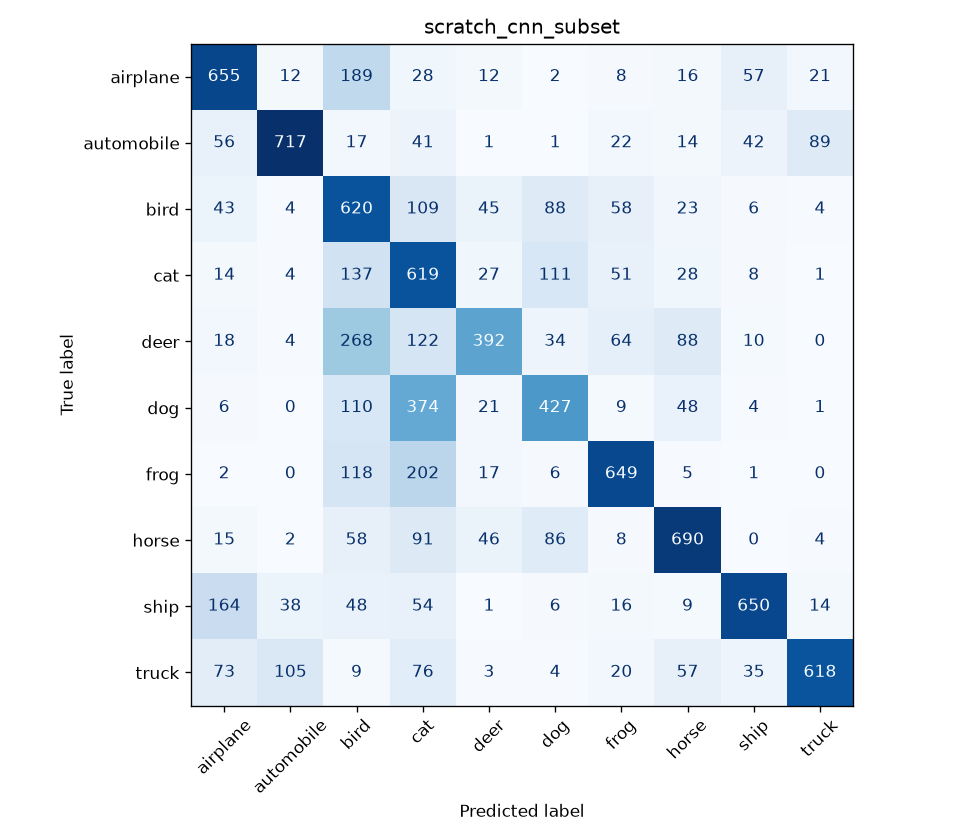 scratch_cnn_subset
airplane 655 12 189 28 12 2 8 16 57 21
automobile 56 717 17 41 1 1 22 14 42 89
bird 43 4 620 109 45 88 58 23 6 4
cat 14 4 137 619 27 111 51 28 8 1
deer 18 4 268 122 392 34 64 88 10 0
dog 6 0 110 374 21 427 9 48 4 1
frog 2 0 118 202 17 6 649 5 1 0
horse 15 2 58 91 46 86 8 690 0 4
ship 164 38 48 54 1 6 16 9 650 14
truck 73 105 9 76 3 4 20 57 35 618
True label
airplane automobile bird cat deer dog frog horse ship truck
Predicted label